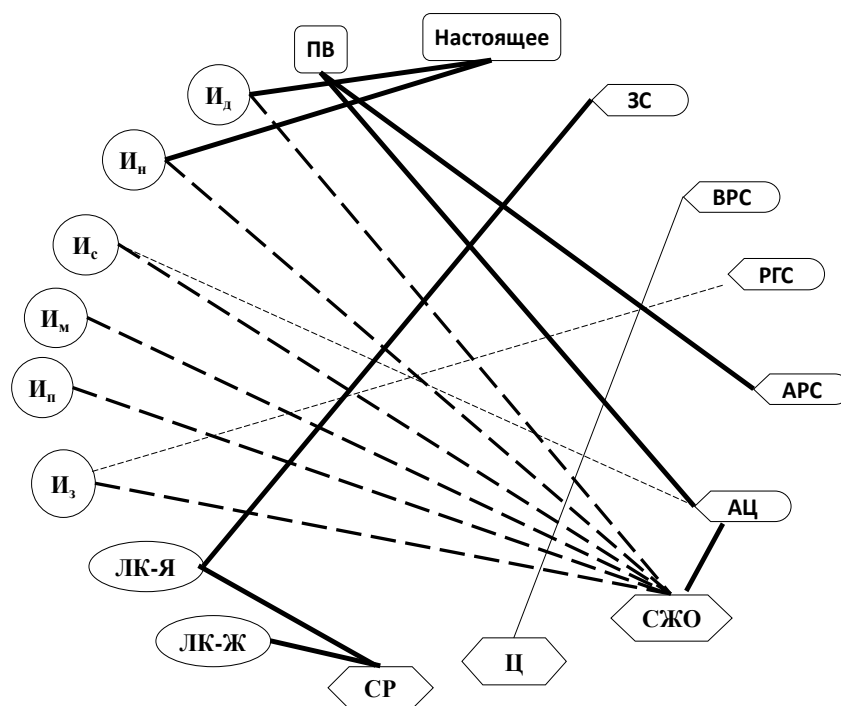 ПВ
Настоящее
Ид
ЗС
Ин
ВРС
Ис
РГС
Им
Ип
АРС
Из
АЦ
ЛК-Я
СЖО
ЛК-Ж
Ц
СР